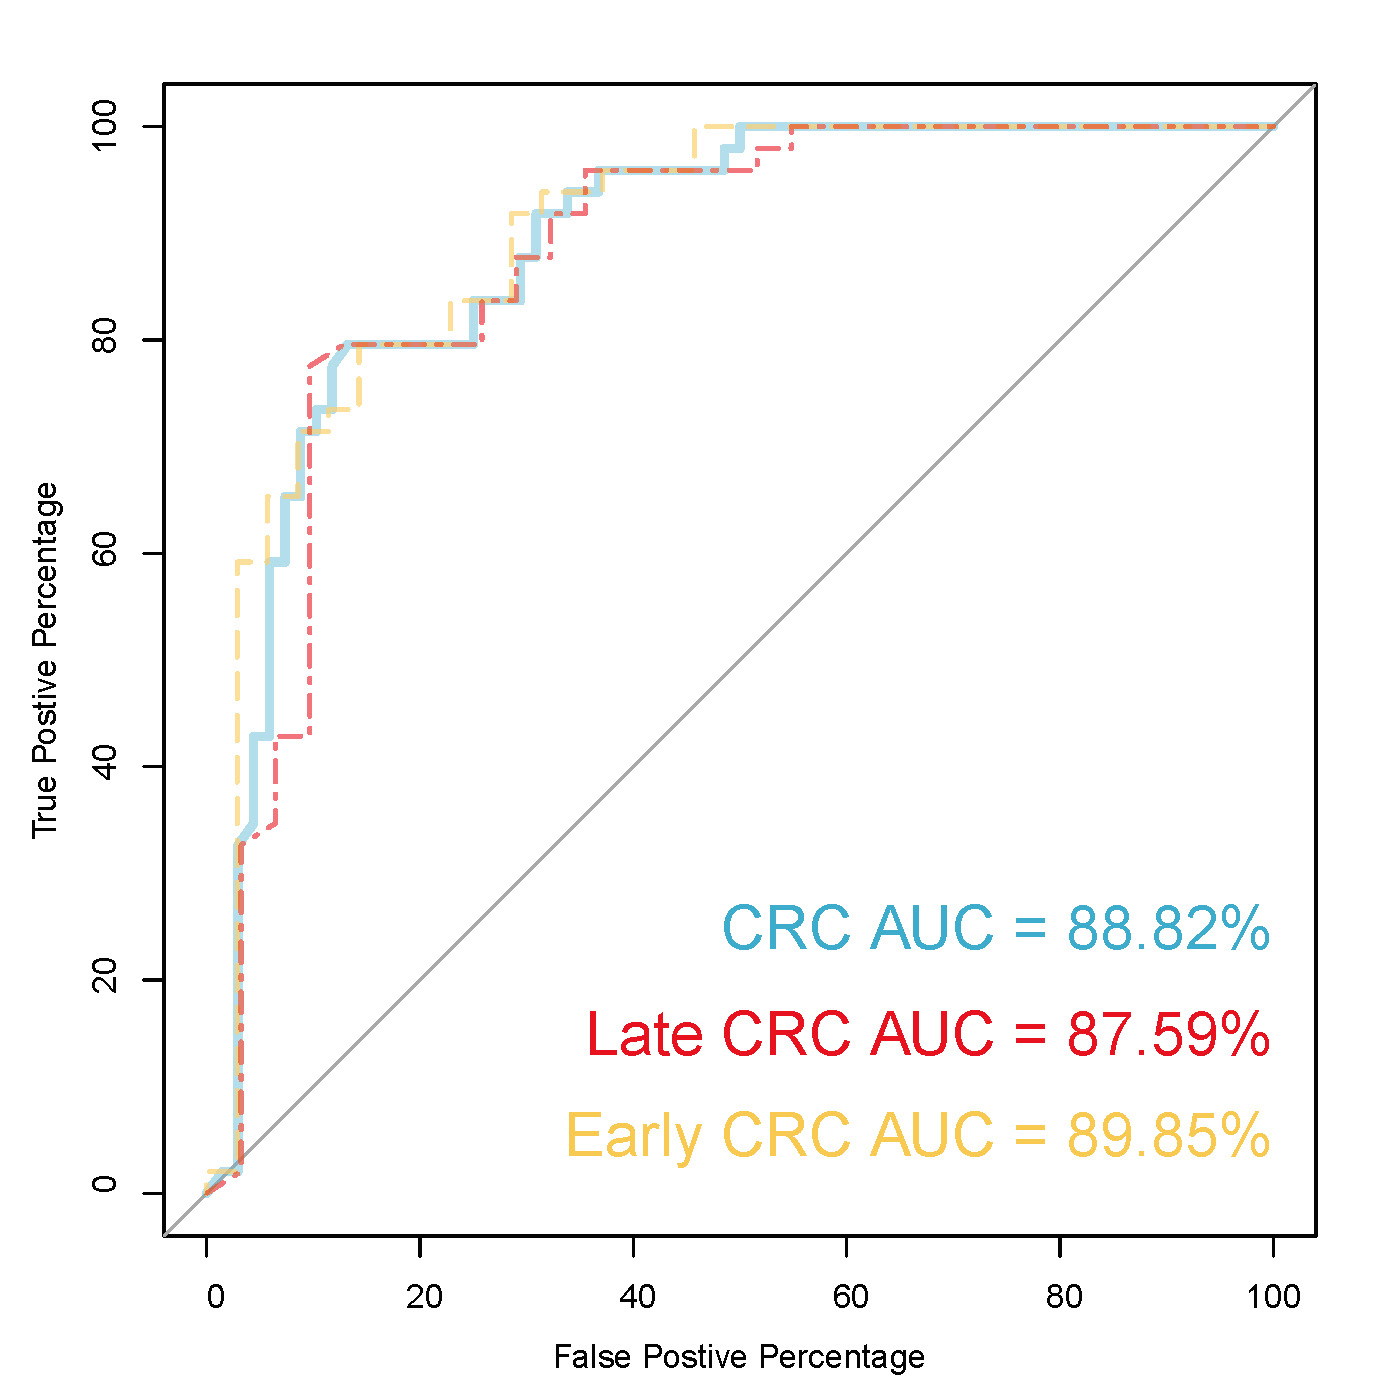 100
80
60
40
20
0
True Postive Percentage
CRC AUC = 88.82%
Late CRC AUC = 87.59%
Early CRC AUC = 89.85%
0 20 40 60 80 100
False Postive Percentage